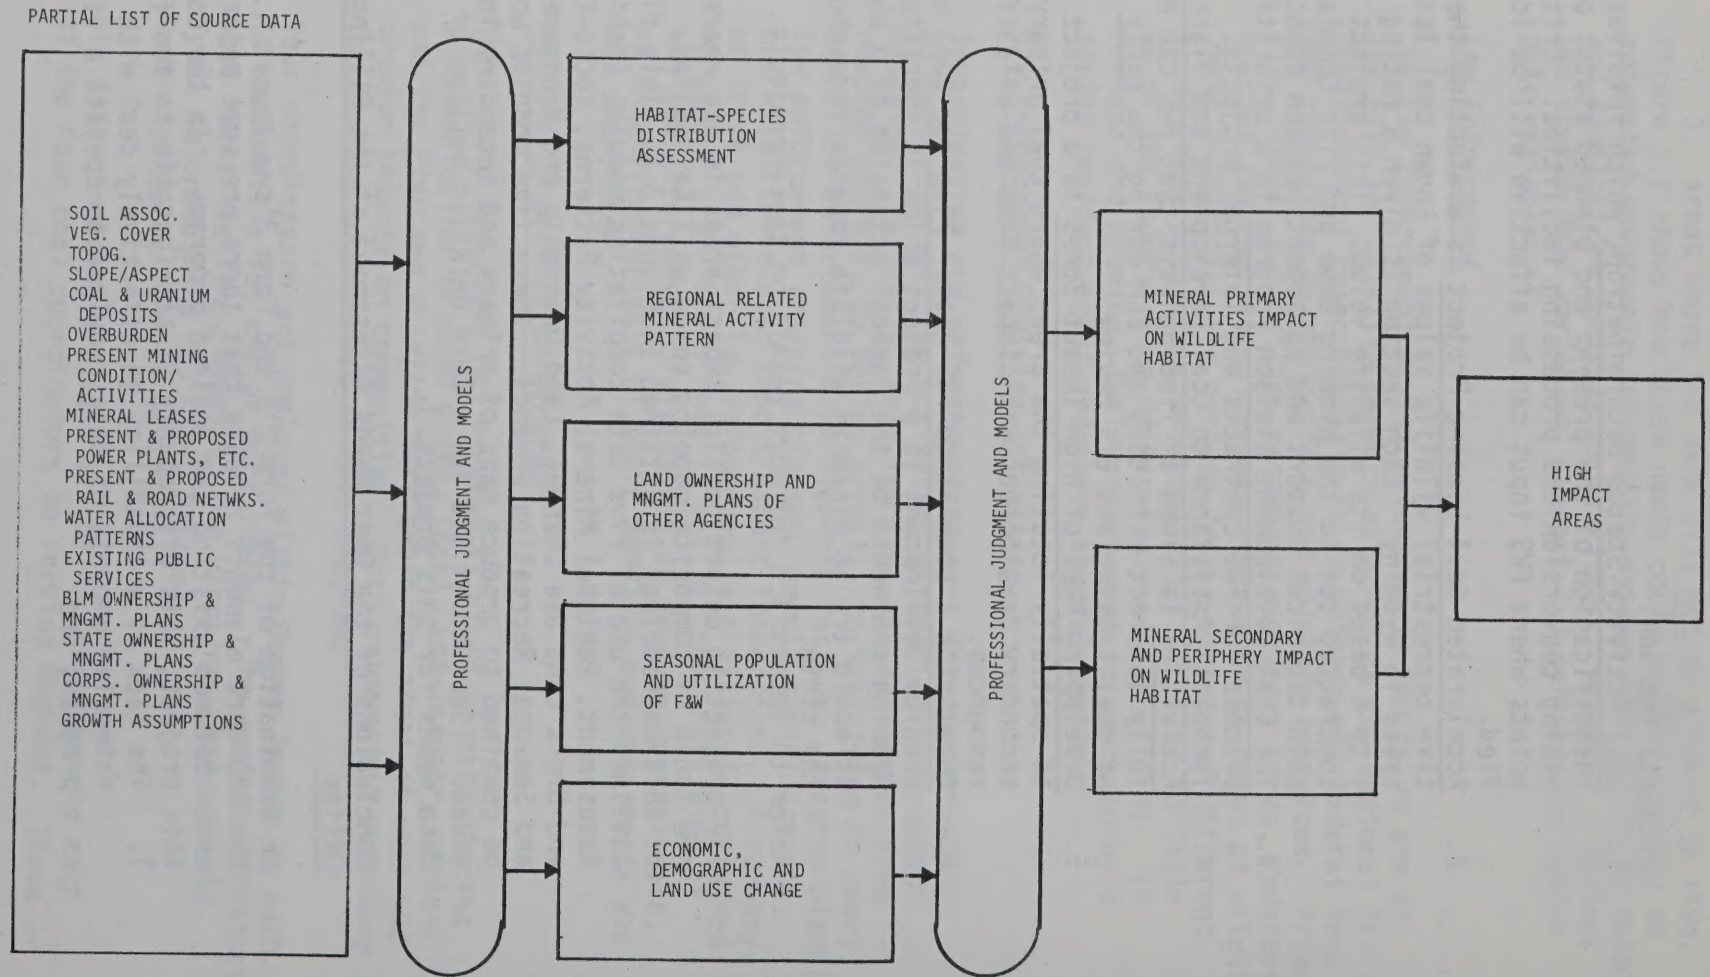 PARTIAL LIST OF SOURCE DATA
SOIL ASSOC.
VEG. COVER
TOPOG.
SLOPE/ASPECT
COAL & URANIUM
DEPOSITS
OVERBURDEN
PRESENT MINING
CONDITION/
ACTIVITIES
MINERAL LEASES
PRESENT & PROPOSED
POWER PLANTS, ETC.
PRESENT & PROPOSED
RAIL & ROAD NETWKS.
WATER ALLOCATION
PATTERNS
EXISTING PUBLIC
SERVICES
BLM OWNERSHIP &
MNGMT. PLANS
STATE OWNERSHIP &
MNGMT. PLANS
CORPS. OWNERSHIP &
MNGMT. PLANS
GROWTH ASSUMPTIONS
PROFESSIONAL JUDGMENT AND MODELS
HABITAT-SPECIES
DISTRIBUTION
ASSESSMENT
REGIONAL RELATED
MINERAL ACTIVITY
PATTERN
LAND OWNERSHIP AND
MNGMT. PLANS OF
OTHER AGENCIES
SEASONAL POPULATION
AND UTILIZATION
OF F&W
ECONOMIC,
DEMOGRAPHIC AND
LAND USE CHANGE
PROFESSIONAL JUDGMENT AND MODELS
MINERAL PRIMARY
ACTIVITIES IMPACT
ON WILDLIFE
HABITAT
MINERAL SECONDARY
AND PERIPHERY IMPACT
ON WILDLIFE
HABITAT
HIGH
IMPACT
AREAS